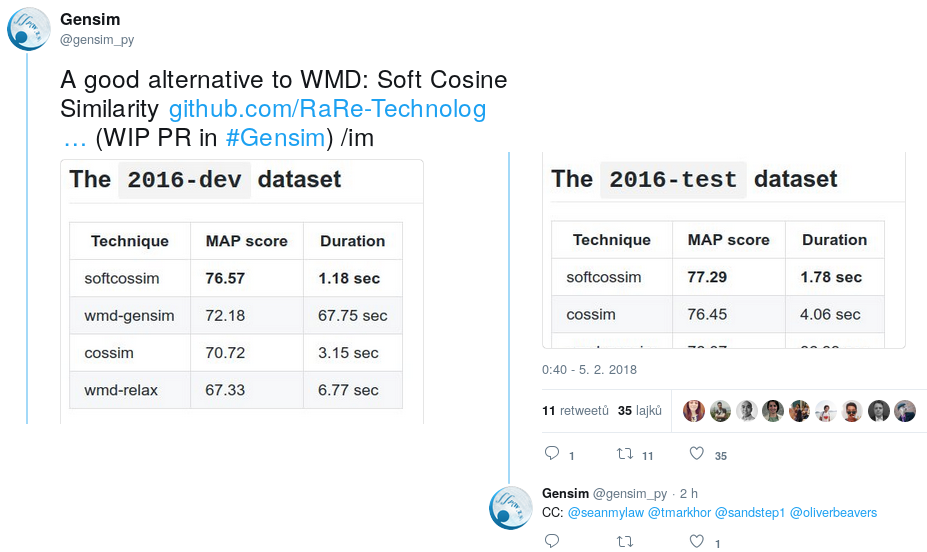 Gensim
@gensim_py
A good alternative to WMD: Soft Cosine
Similarity github.com/RaRe-Technolog
… (WIP PR in #Gensim) /im
The 2016-dev dataset
Technique MAP score Duration
softcossim 76.57 1.18 sec
wmd-gensim 72.18 67.75 sec
cossim 70.72 3.15 sec
wmd-relax 67.33 6.77 sec
The 2016-test dataset
Technique MAP score Duration
softcossim 77.29 1.78 sec
cossim 76.45 4.06 sec
0:40 - 5. 2. 2018
11 retweetů 35 lajků
1 11 35
Gensim @gensim_py · 2 h
CC: @seanmylaw @tmarkhor @sandstep1 @oliverbeavers
1